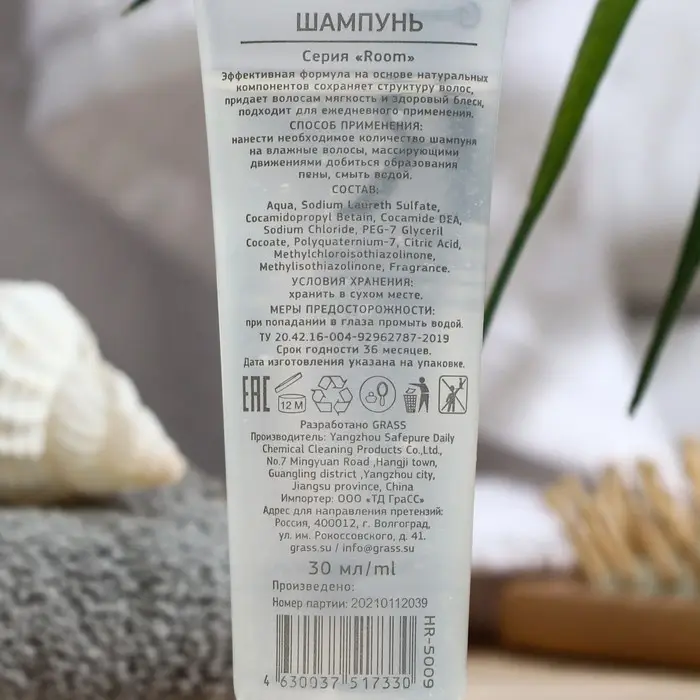 ШАМПУНЬ
Серия «Room»
Эффективная формула на основе натуральных
компонентов сохраняет структуру волос,
придает волосам мягкость и здоровый блеск,
подходит для ежедневного применения.
СПОСОБ ПРИМЕНЕНИЯ:
нанести необходимое количество шампуня
на влажные волосы, массирующими
движениями добиться образования
пены, смыть водой.
СОСТАВ:
Aqua, Sodium Laureth Sulfate,
Cocamidopropyl Betain, Cocamide DEA,
Sodium Chloride, PEG-7 Glyceril
Cocoate, Polyquaternium-7, Citric Acid,
Methylchloroisothiazolinone,
Methylisothiazolinone, Fragrance.
УСЛОВИЯ ХРАНЕНИЯ:
хранить в сухом месте.
МЕРЫ ПРЕДОСТОРОЖНОСТИ:
при попадании в глаза промыть водой.
ТУ 20.42.16-004-92962787-2019
Срок годности 36 месяцев.
Дата изготовления указана на упаковке.
EAC 12 M
Разработано GRASS
Производитель: Yangzhou Safepure Daily
Chemical Cleaning Products Co.,Ltd.,
No.7 Mingyuan Road ,Hangji town,
Guangling district ,Yangzhou city,
Jiangsu province, China
Импортер: ООО «ТД ГраСС»
Адрес для направления претензий:
Россия, 400012, г. Волгоград,
ул. им. Рокоссовского, д. 41.
grass.su / info@grass.su
30 мл/ml
Произведено:
Номер партии: 20210112039
HR-5009
4 630037 517330